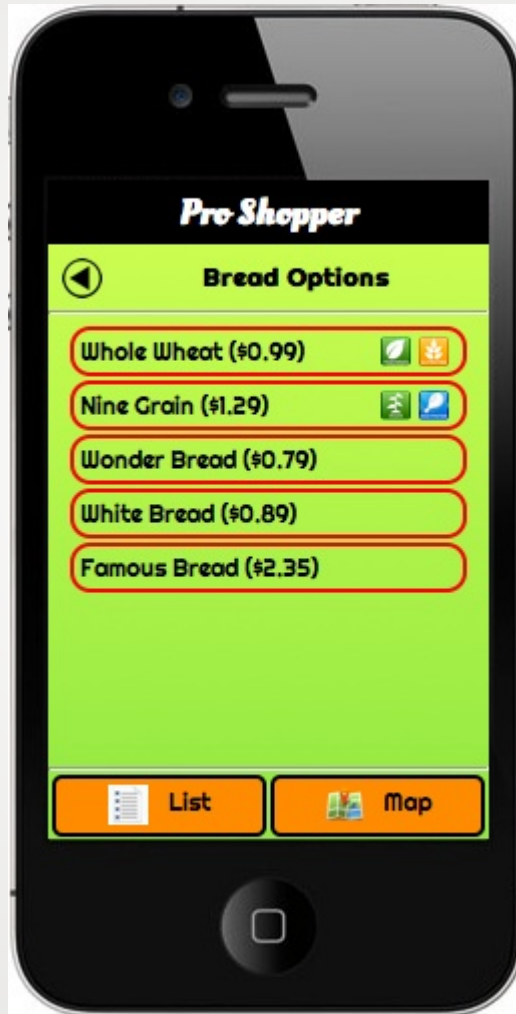 Pro Shopper
Bread Options
Whole Wheat ($0.99)
Nine Grain ($1.29)
Wonder Bread ($0.79)
White Bread ($0.89)
Famous Bread ($2.35)
List
Map